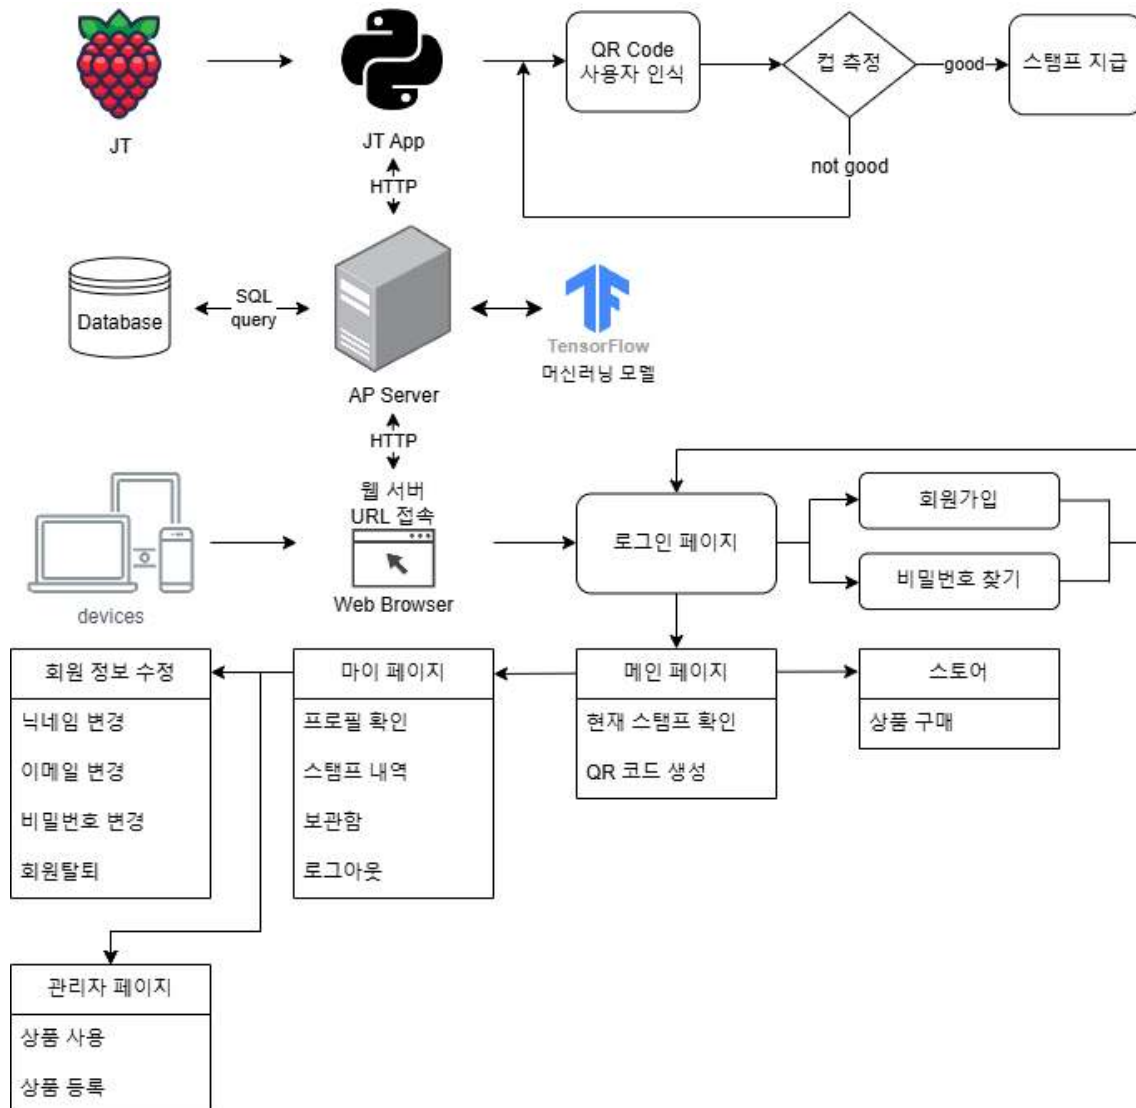 QR Code
사용자 인식
컵 측정
good
스탬프 지급
JT
JT App
not good
HTTP
Database
SQL
query
TensorFlow
머신러닝 모델
AP Server
HTTP
웹 서버
URL 접속
Web Browser
devices
로그인 페이지
회원가입
비밀번호 찾기
회원 정보 수정
닉네임 변경
이메일 변경
비밀번호 변경
회원탈퇴
마이 페이지
프로필 확인
스탬프 내역
보관함
로그아웃
메인 페이지
현재 스탬프 확인
QR 코드 생성
스토어
상품 구매
관리자 페이지
상품 사용
상품 등록